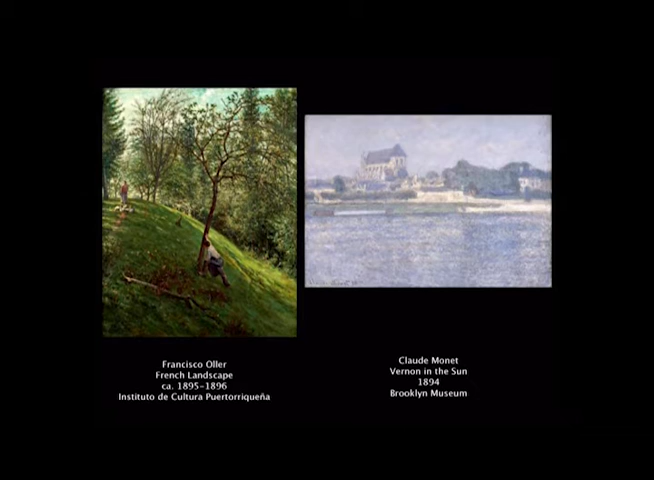 Francisco Oller
French Landscape
ca. 1895-1896
Instituto de Cultura Puertorriqueña
Claude Monet
Vernon in the Sun
1894
Brooklyn Museum